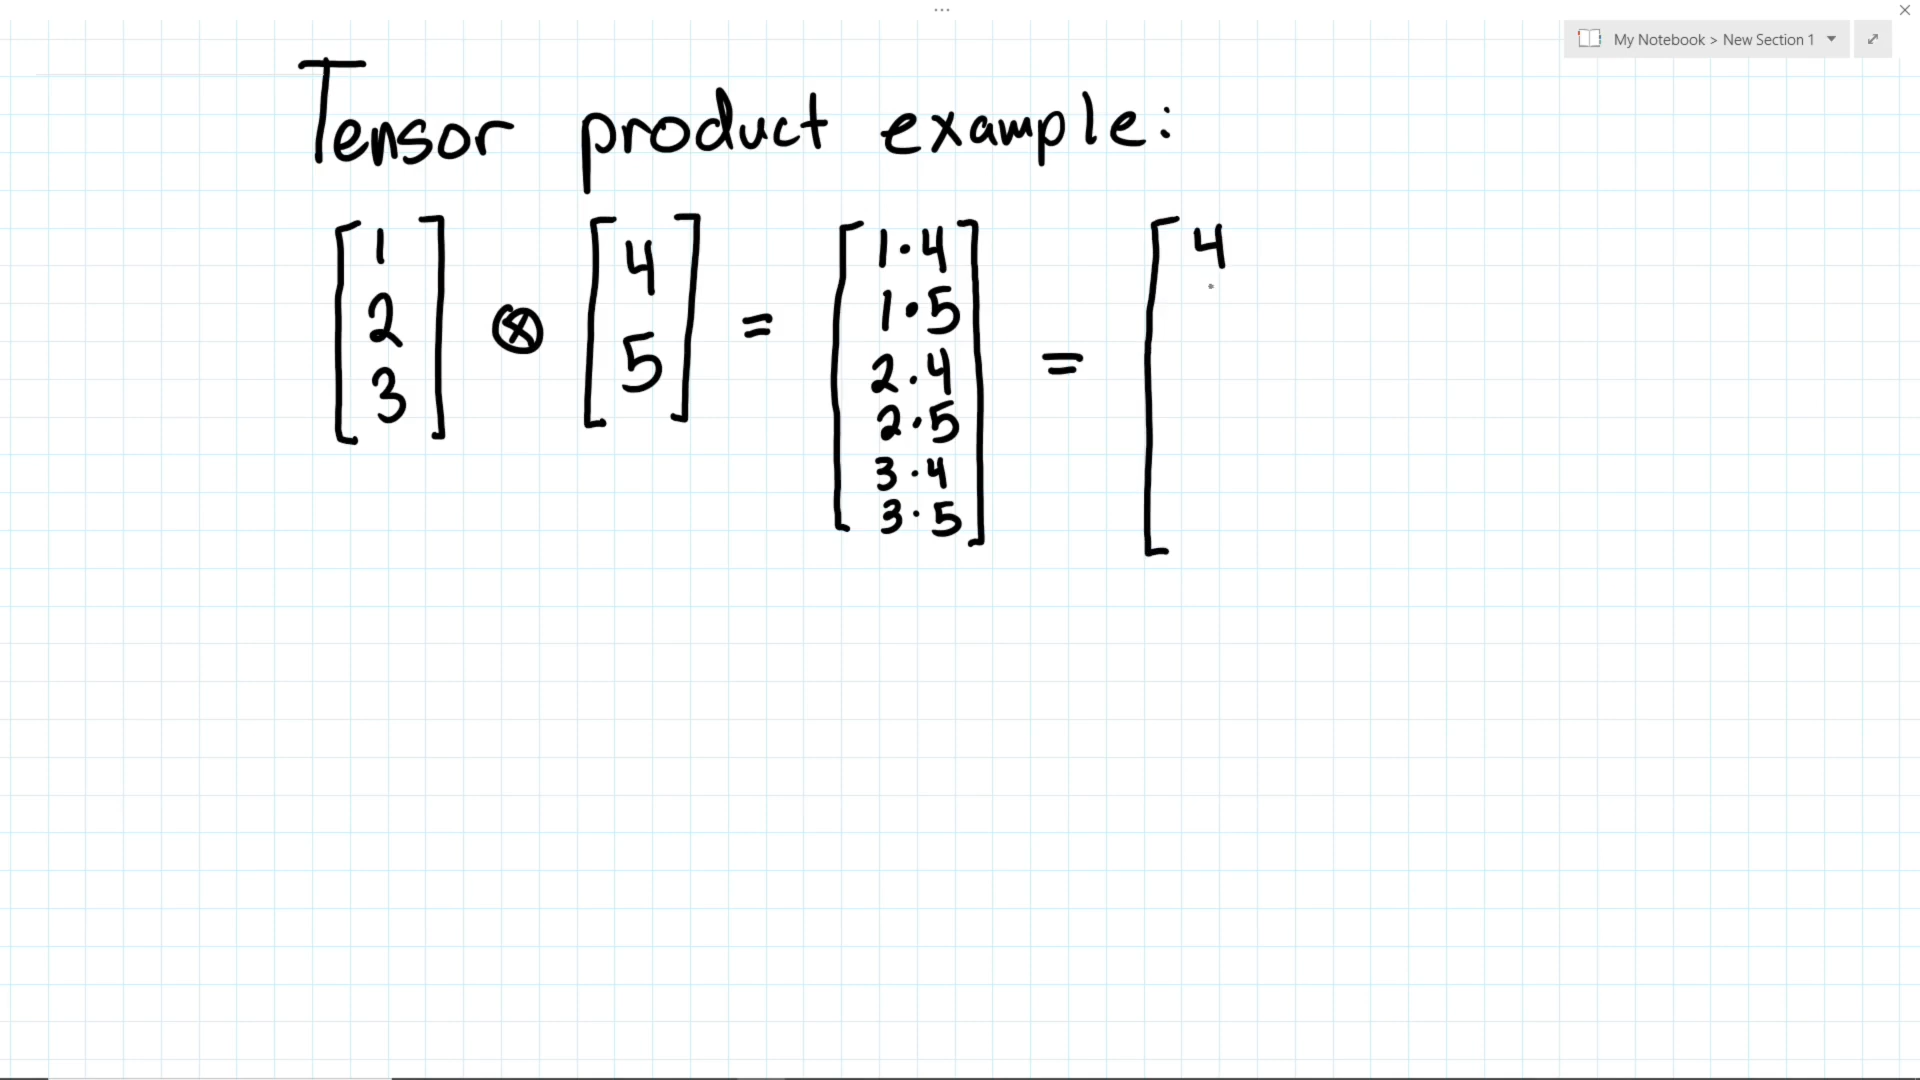 ...
My Notebook > New Section 1
Tensor product example:
[1 2 3] ⊗ [4 5] = [1·4 1·5 2·4 2·5 3·4 3·5] = [4